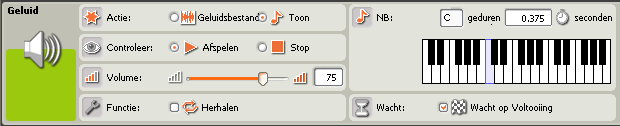 Geluid
Actie: Geluidsbestand Toon
Controleer: Afspelen Stop
Volume: 75
Functie: Herhalen
NB: C geduren 0.375 seconden
Wacht: Wacht op Voltooiing